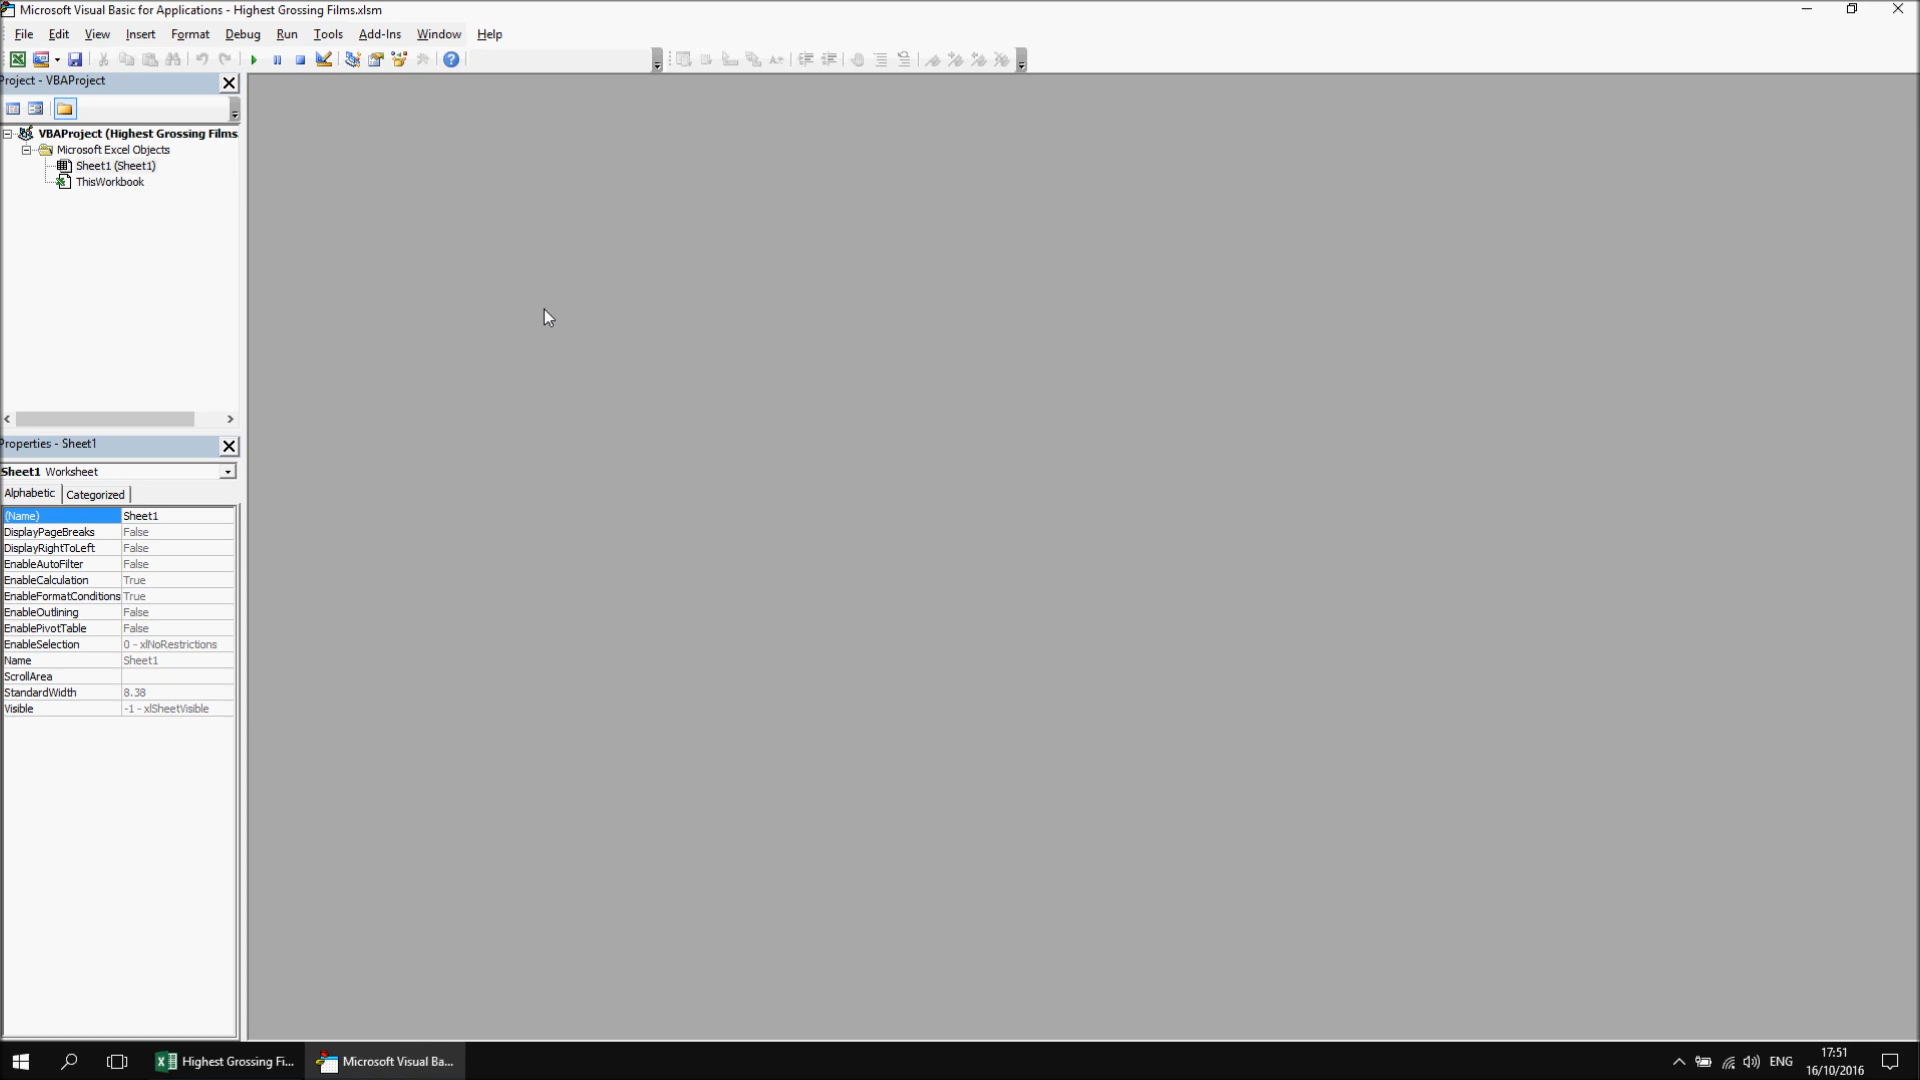 Microsoft Visual Basic for Applications - Highest Grossing Films.xlsm
File Edit View Insert Format Debug Run Tools Add-Ins Window Help
Project - VBAProject
VBAProject (Highest Grossing Films
Microsoft Excel Objects
Sheet1 (Sheet1)
ThisWorkbook
Properties - Sheet1
Sheet1 Worksheet
Alphabetic Categorized
(Name) Sheet1
DisplayPageBreaks False
DisplayRightToLeft False
EnableAutoFilter False
EnableCalculation True
EnableFormatConditions True
EnableOutlining False
EnablePivotTable False
EnableSelection 0 - xlNoRestrictions
Name Sheet1
ScrollArea
StandardWidth 8.38
Visible -1 - xlSheetVisible
Highest Grossing Fi... Microsoft Visual Ba... ENG 17:51
16/10/2016